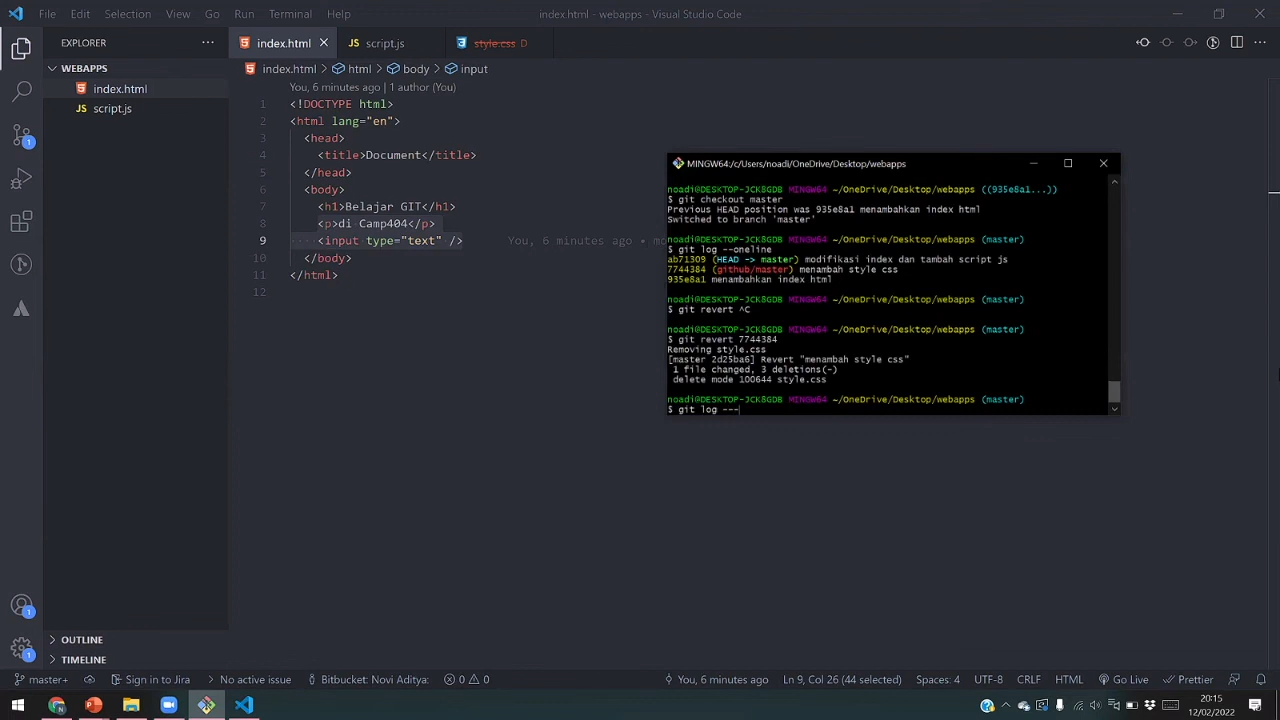 File Edit Selection View Go Run Terminal Help index.html - webapps - Visual Studio Code
EXPLORER
index.html
script.js
style.css D
WEBAPPS
index.html
script.js
index.html > html > body > input
You, 6 minutes ago | 1 author (You)
1 <!DOCTYPE html>
2 <html lang="en">
3 <head>
4 <title>Document</title>
5 </head>
6 <body>
7 <h1>Belajar GIT</h1>
8 <p>di Camp404</p>
9 <input type="text" /> You, 6 minutes ago • mo
10 </body>
11 </html>
12
MINGW64:/c/Users/noadi/OneDrive/Desktop/webapps
noadi@DESKTOP-JCK8GDB MINGW64 ~/OneDrive/Desktop/webapps ((935e8a1...))
$ git checkout master
Previous HEAD position was 935e8a1 menambahkan index html
Switched to branch 'master'
noadi@DESKTOP-JCK8GDB MINGW64 ~/OneDrive/Desktop/webapps (master)
$ git log --oneline
ab71309 (HEAD -> master) modifikasi index dan tambah script js
7744384 (github/master) menambah style css
935e8a1 menambahkan index html
noadi@DESKTOP-JCK8GDB MINGW64 ~/OneDrive/Desktop/webapps (master)
$ git revert ^C
noadi@DESKTOP-JCK8GDB MINGW64 ~/OneDrive/Desktop/webapps (master)
$ git revert 7744384
Removing style.css
[master 2d25ba6] Revert "menambah style css"
1 file changed, 3 deletions(-)
delete mode 100644 style.css
noadi@DESKTOP-JCK8GDB MINGW64 ~/OneDrive/Desktop/webapps (master)
$ git log ---
OUTLINE
TIMELINE
master+ Sign in to Jira No active issue Bitbucket: Novi Aditya: 0 0 You, 6 minutes ago Ln 9, Col 26 (44 selected) Spaces: 4 UTF-8 CRLF HTML Go Live Prettier
20:15
12/02/2022